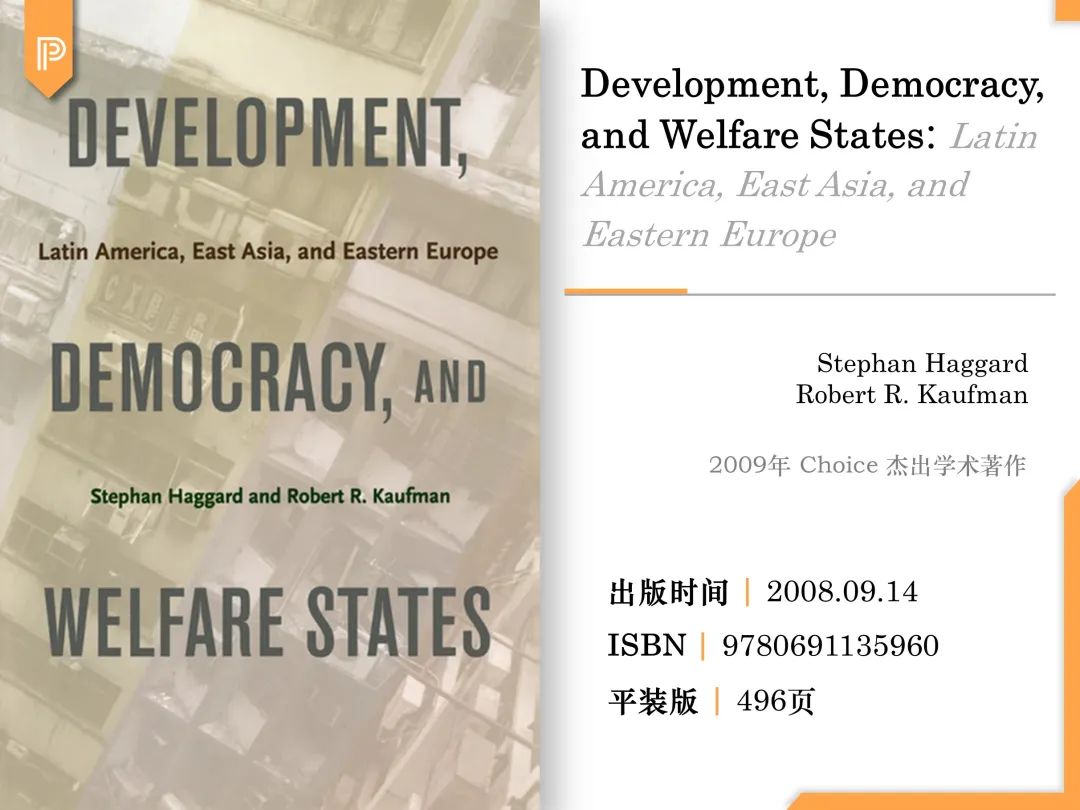 P
DEVELOPMENT,
Latin America, East Asia, and Eastern Europe
DEMOCRACY, AND
Stephan Haggard and Robert R. Kaufman
WELFARE STATES
Development, Democracy,
and Welfare States: Latin
America, East Asia, and
Eastern Europe
Stephan Haggard
Robert R. Kaufman
2009年 Choice 杰出学术著作
出版时间 | 2008.09.14
ISBN | 9780691135960
平装版 | 496页